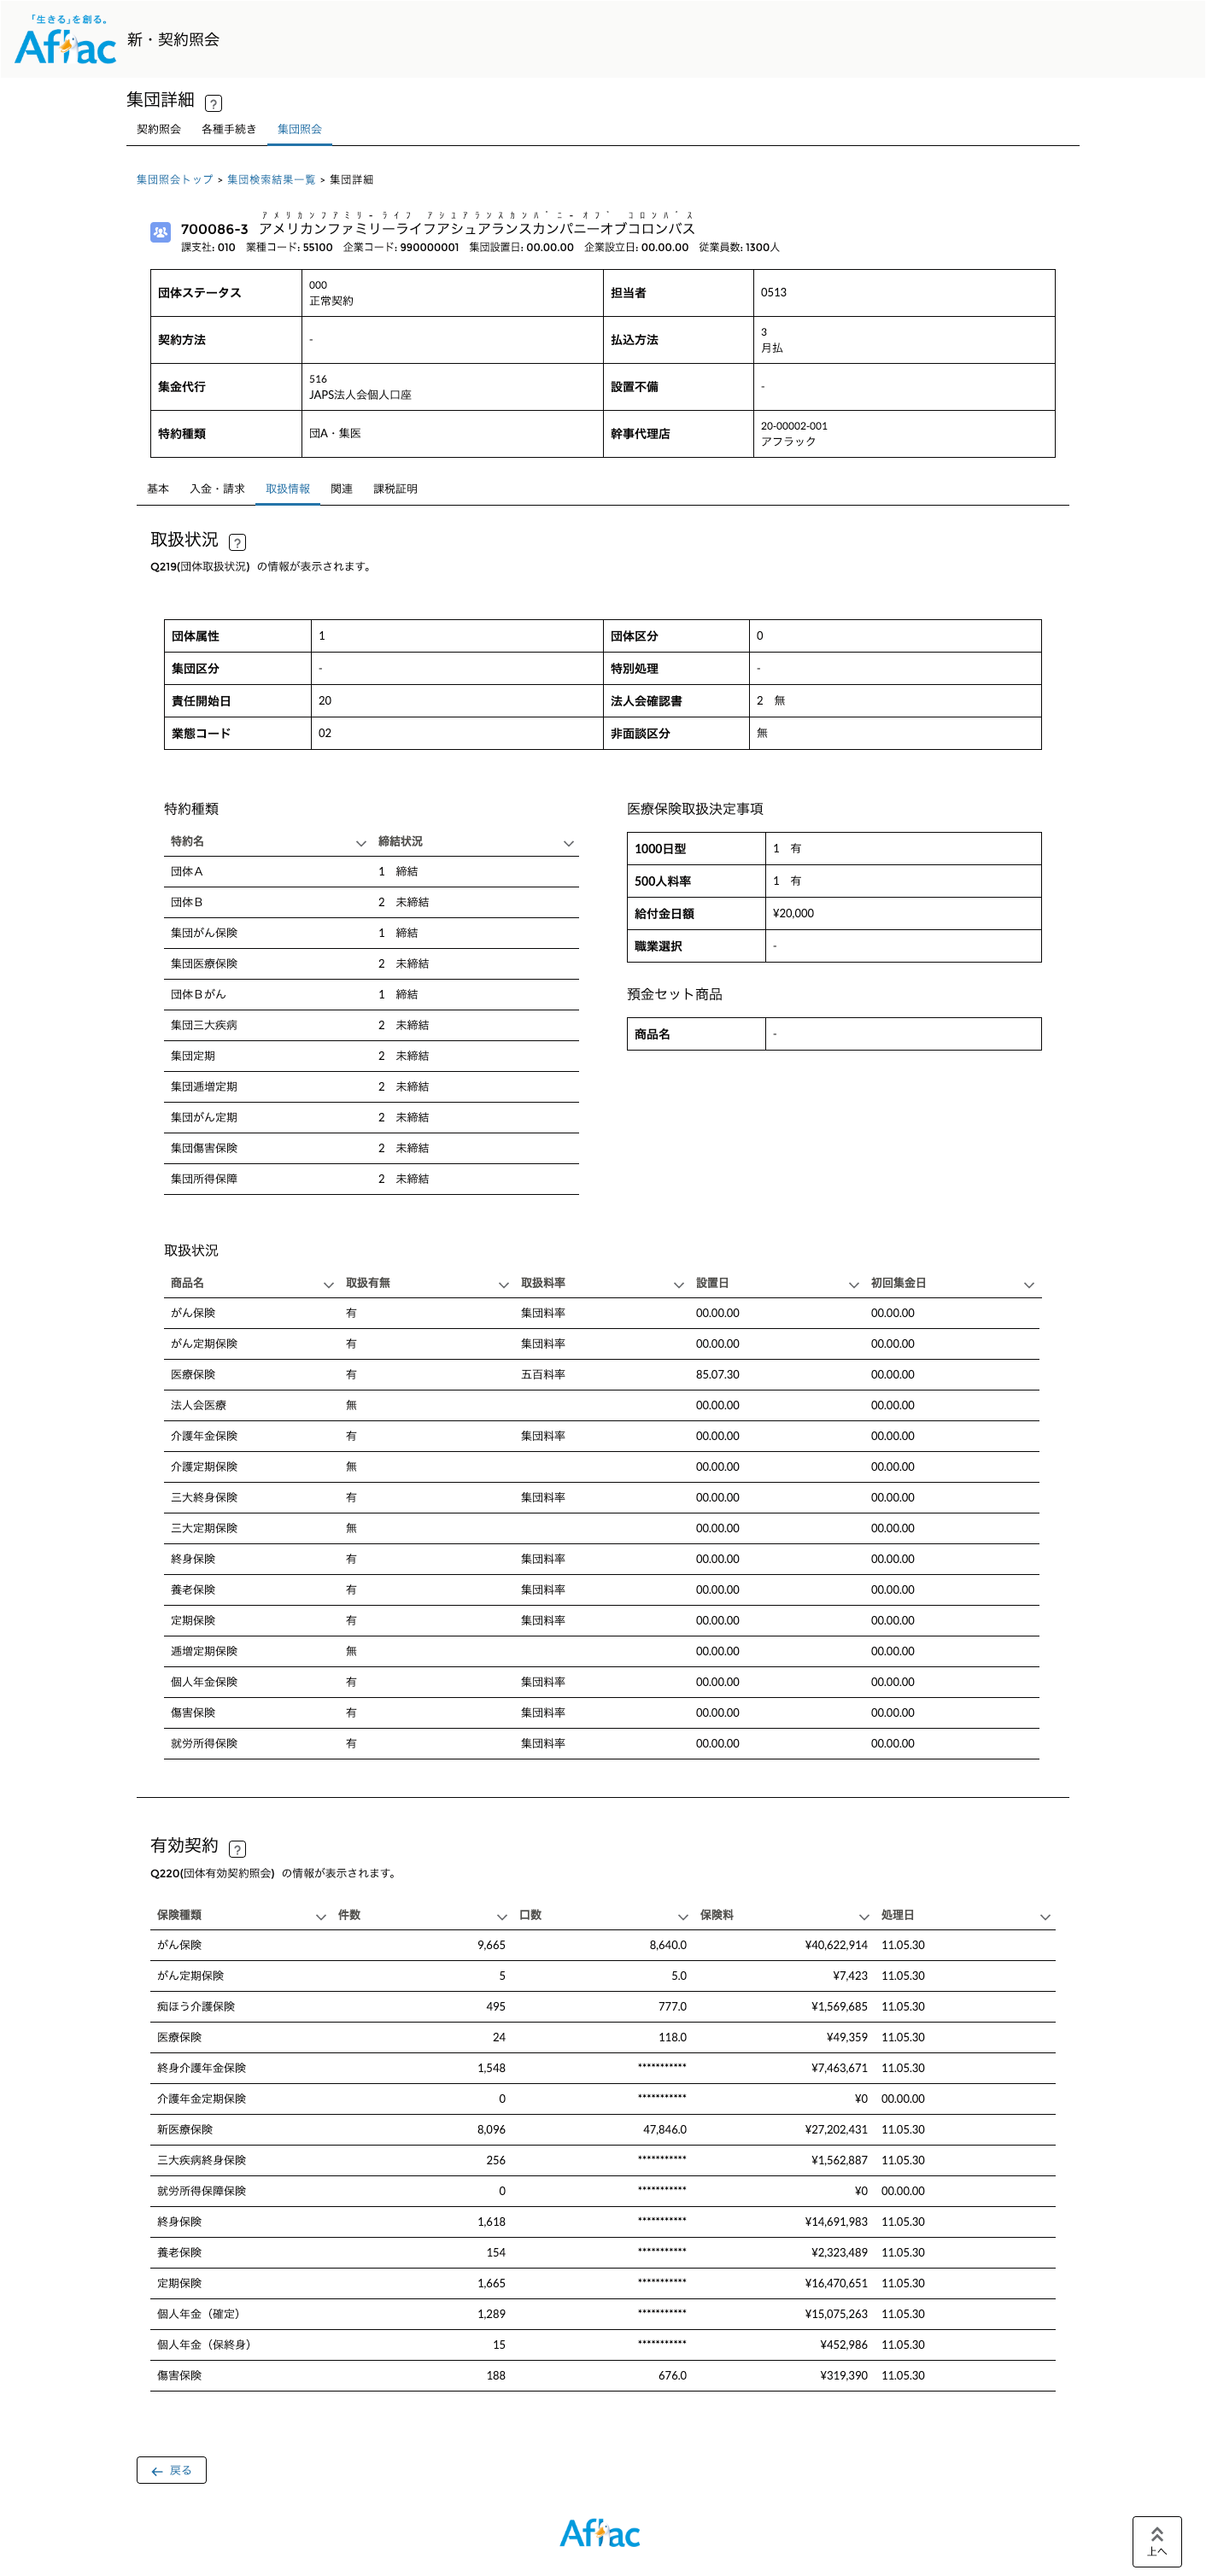 「生きる」を創る。
Aflac 新・契約照会
集団詳細 ?
契約照会 各種手続き 集団照会
集団照会トップ > 集団検索結果一覧 > 集団詳細
ｱﾒﾘｶﾝﾌｧﾐﾘｰﾗｲﾌ ｱｼｭｱﾗﾝｽｶﾝﾊﾟﾆｰｵﾌﾞ ｺﾛﾝﾊﾞｽ
700086-3 アメリカンファミリーライフアシュアランスカンパニーオブコロンバス
課支社: 010 業種コード: 55100 企業コード: 990000001 集団設置日: 00.00.00 企業設立日: 00.00.00 従業員数: 1300人
団体ステータス 000 正常契約 担当者 0513
契約方法 - 払込方法 3 月払
集金代行 516 JAPS法人会個人口座 設置不備 -
特約種類 団A・集医 幹事代理店 20-00002-001 アフラック
基本 入金・請求 取扱情報 関連 課税証明
取扱状況 ?
Q219(団体取扱状況) の情報が表示されます。
団体属性 1 団体区分 0
集団区分 - 特別処理 -
責任開始日 20 法人会確認書 2 無
業態コード 02 非面談区分 無
特約種類
特約名 締結状況
団体Ａ 1 締結
団体Ｂ 2 未締結
集団がん保険 1 締結
集団医療保険 2 未締結
団体Ｂがん 1 締結
集団三大疾病 2 未締結
集団定期 2 未締結
集団逓増定期 2 未締結
集団がん定期 2 未締結
集団傷害保険 2 未締結
集団所得保障 2 未締結
医療保険取扱決定事項
1000日型 1 有
500人料率 1 有
給付金日額 ¥20,000
職業選択 -
預金セット商品
商品名 -
取扱状況
商品名 取扱有無 取扱料率 設置日 初回集金日
がん保険 有 集団料率 00.00.00 00.00.00
がん定期保険 有 集団料率 00.00.00 00.00.00
医療保険 有 五百料率 85.07.30 00.00.00
法人会医療 無 00.00.00 00.00.00
介護年金保険 有 集団料率 00.00.00 00.00.00
介護定期保険 無 00.00.00 00.00.00
三大終身保険 有 集団料率 00.00.00 00.00.00
三大定期保険 無 00.00.00 00.00.00
終身保険 有 集団料率 00.00.00 00.00.00
養老保険 有 集団料率 00.00.00 00.00.00
定期保険 有 集団料率 00.00.00 00.00.00
逓増定期保険 無 00.00.00 00.00.00
個人年金保険 有 集団料率 00.00.00 00.00.00
傷害保険 有 集団料率 00.00.00 00.00.00
就労所得保険 有 集団料率 00.00.00 00.00.00
有効契約 ?
Q220(団体有効契約照会) の情報が表示されます。
保険種類 件数 口数 保険料 処理日
がん保険 9,665 8,640.0 ¥40,622,914 11.05.30
がん定期保険 5 5.0 ¥7,423 11.05.30
痴ほう介護保険 495 777.0 ¥1,569,685 11.05.30
医療保険 24 118.0 ¥49,359 11.05.30
終身介護年金保険 1,548 *********** ¥7,463,671 11.05.30
介護年金定期保険 0 *********** ¥0 00.00.00
新医療保険 8,096 47,846.0 ¥27,202,431 11.05.30
三大疾病終身保険 256 *********** ¥1,562,887 11.05.30
就労所得保障保険 0 *********** ¥0 00.00.00
終身保険 1,618 *********** ¥14,691,983 11.05.30
養老保険 154 *********** ¥2,323,489 11.05.30
定期保険 1,665 *********** ¥16,470,651 11.05.30
個人年金（確定） 1,289 *********** ¥15,075,263 11.05.30
個人年金（保終身） 15 *********** ¥452,986 11.05.30
傷害保険 188 676.0 ¥319,390 11.05.30
← 戻る
Aflac
上へ